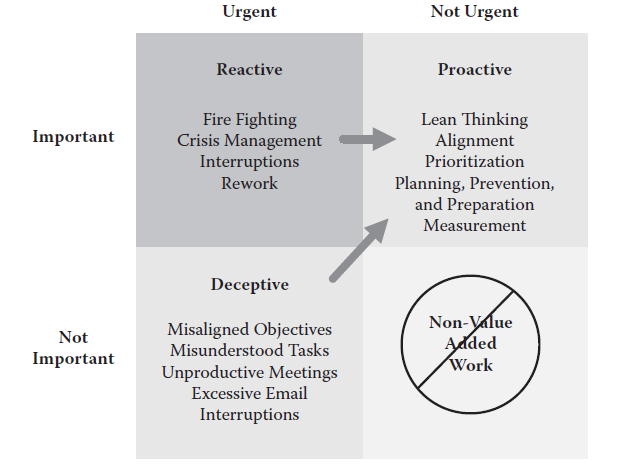 Urgent
Not Urgent
Important
Reactive
Fire Fighting
Crisis Management
Interruptions
Rework
Proactive
Lean Thinking
Alignment
Prioritization
Planning, Prevention,
and Preparation
Measurement
Not
Important
Deceptive
Misaligned Objectives
Misunderstood Tasks
Unproductive Meetings
Excessive Email
Interruptions
Non-Value
Added
Work